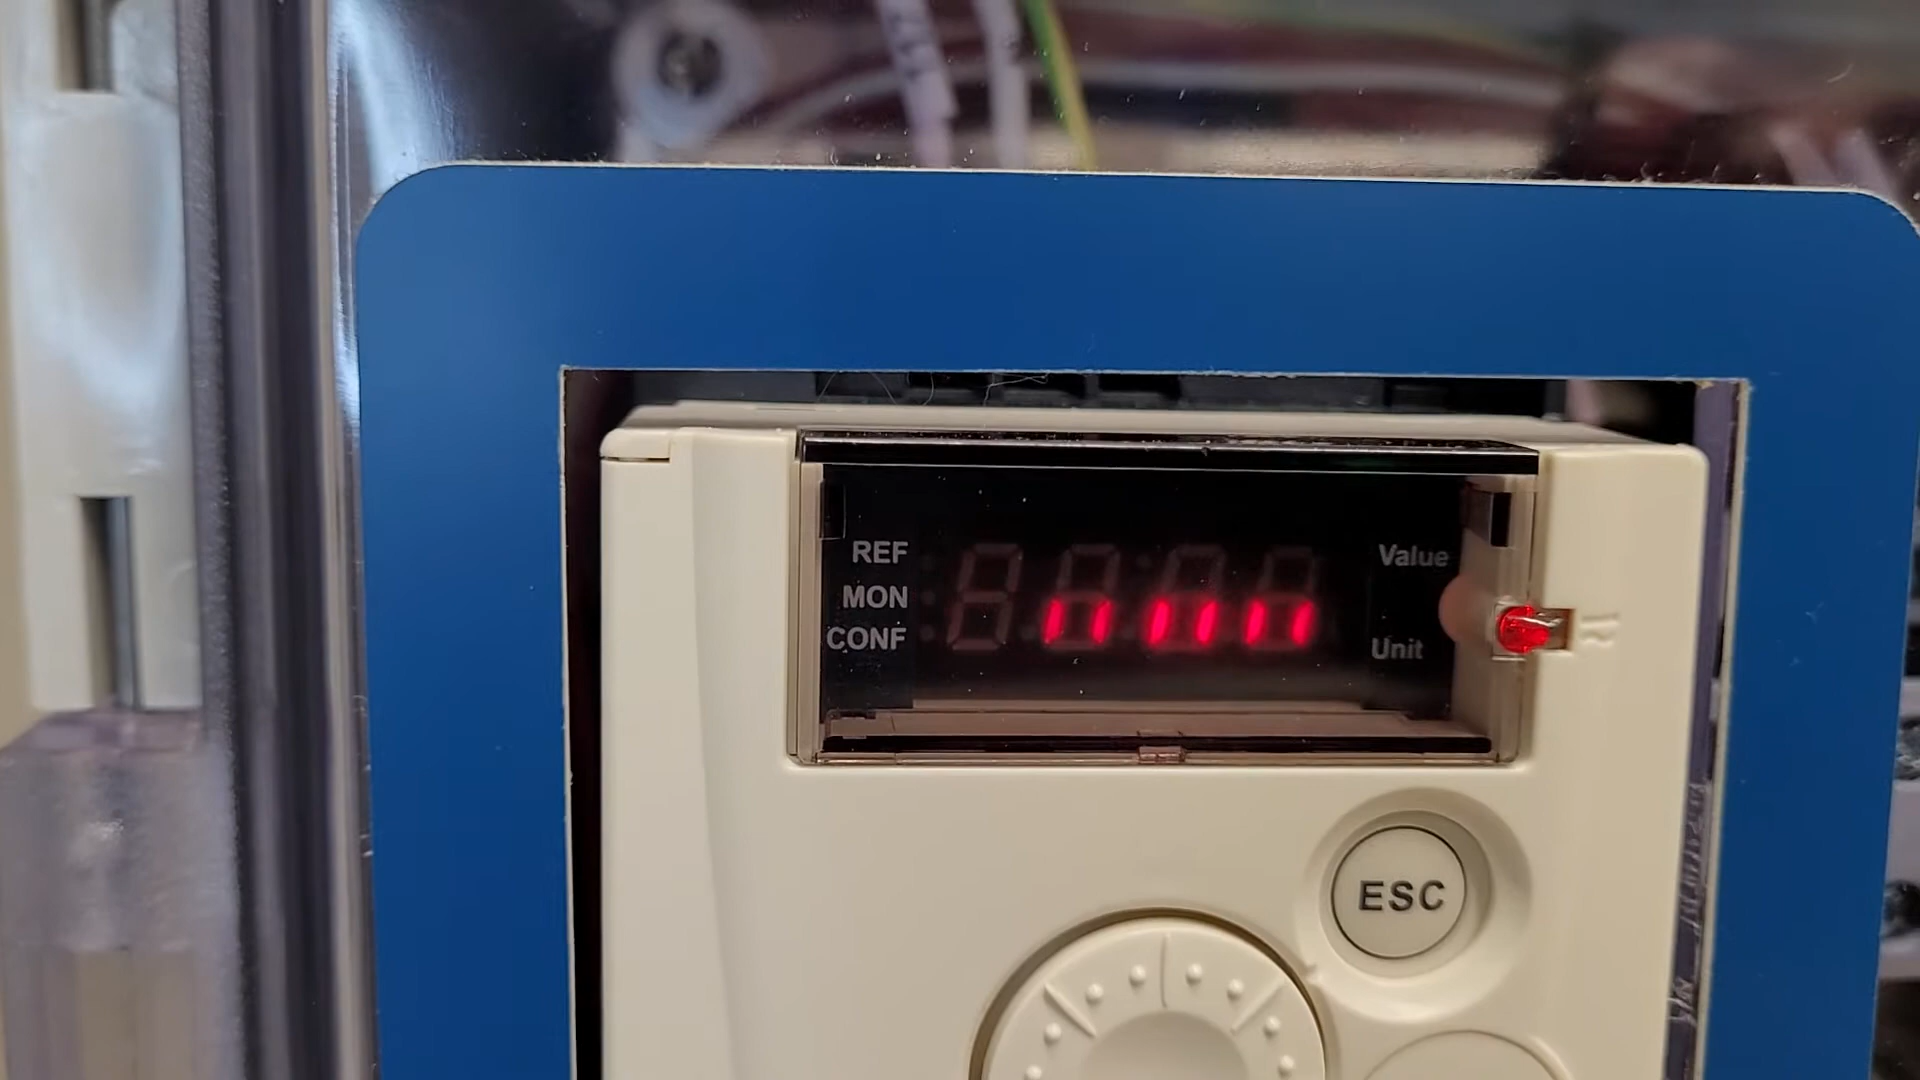 REF
MON
CONF
Value
Unit
ESC